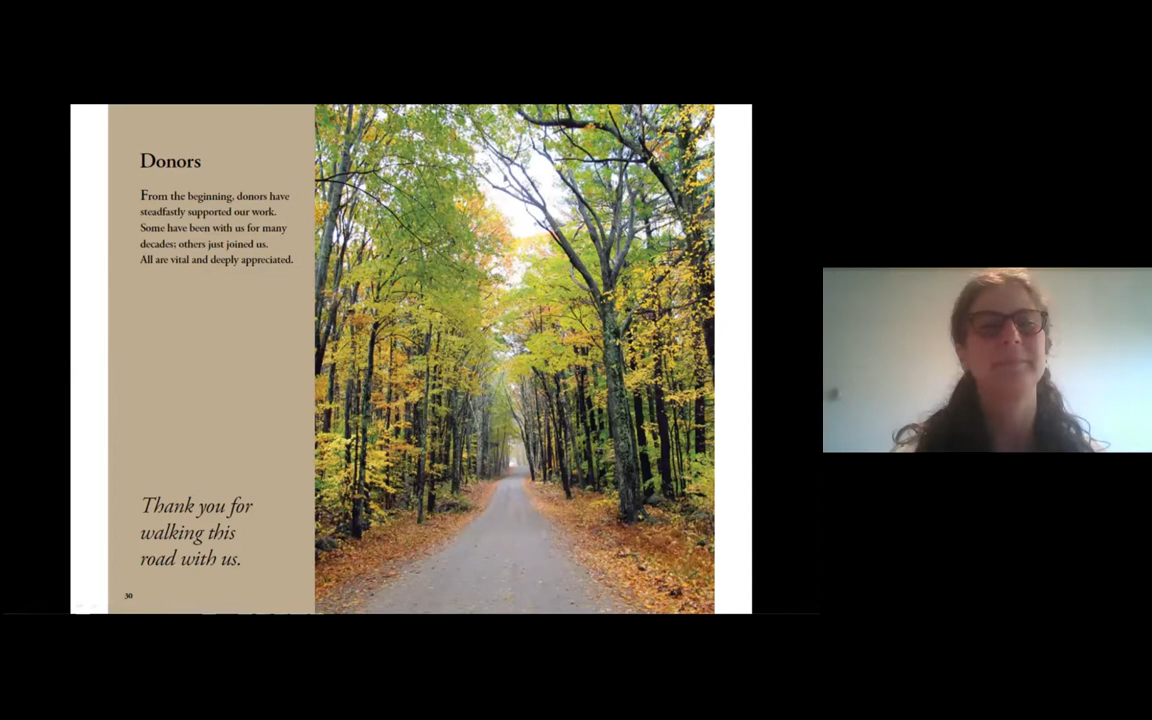 Donors
From the beginning, donors have
steadfastly supported our work.
Some have been with us for many
decades; others just joined us.
All are vital and deeply appreciated.
Thank you for
walking this
road with us.
30